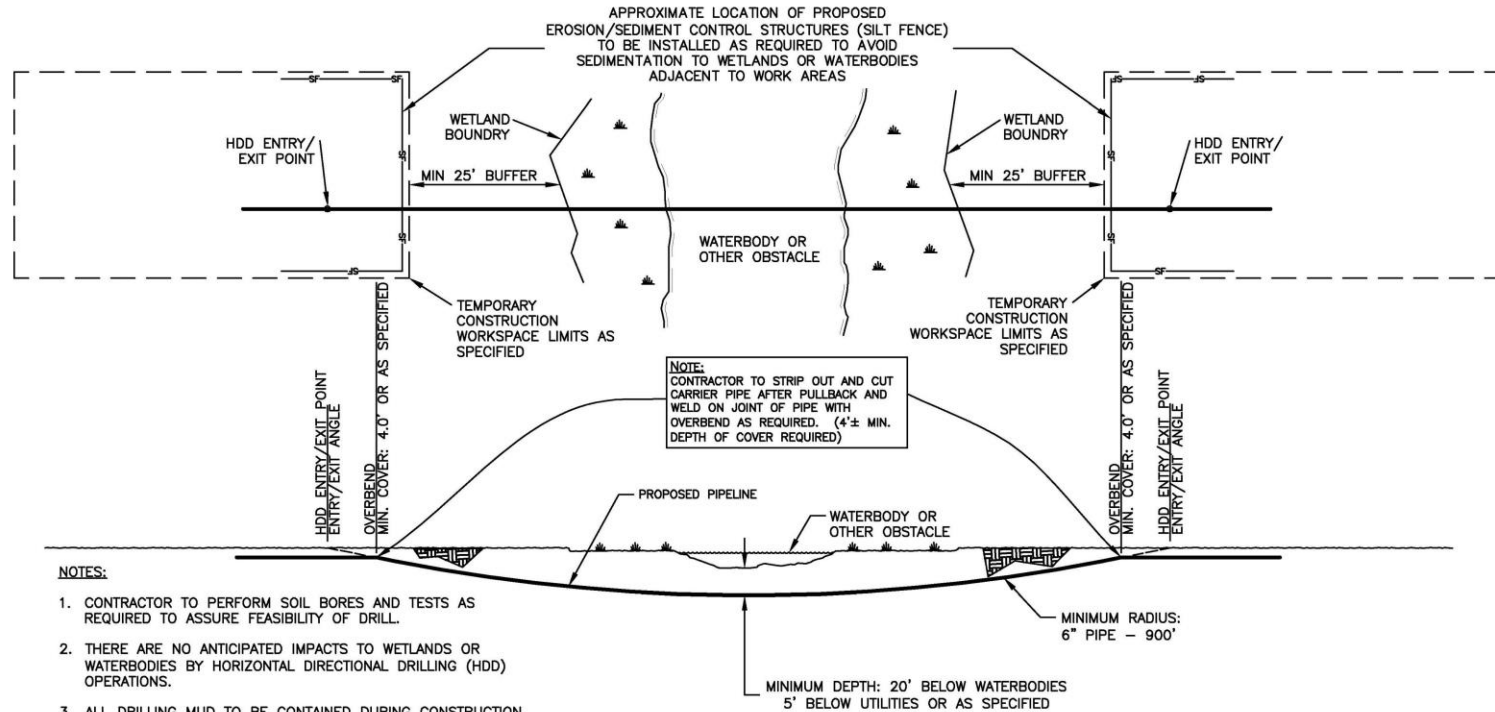 APPROXIMATE LOCATION OF PROPOSED
EROSION/SEDIMENT CONTROL STRUCTURES (SILT FENCE)
TO BE INSTALLED AS REQUIRED TO AVOID
SEDIMENTATION TO WETLANDS OR WATERBODIES
ADJACENT TO WORK AREAS
SF
SF
SF
SF
SF
SF
SF
SF
SF
SF
HDD ENTRY/
EXIT POINT
WETLAND
BOUNDRY
MIN 25' BUFFER
WATERBODY OR
OTHER OBSTACLE
WETLAND
BOUNDRY
MIN 25' BUFFER
HDD ENTRY/
EXIT POINT
TEMPORARY
CONSTRUCTION
WORKSPACE LIMITS AS
SPECIFIED
TEMPORARY
CONSTRUCTION
WORKSPACE LIMITS AS
SPECIFIED
HDD ENTRY/EXIT POINT
ENTRY/EXIT ANGLE
OVERBEND
MIN. COVER: 4.0' OR AS SPECIFIED
NOTE:
CONTRACTOR TO STRIP OUT AND CUT
CARRIER PIPE AFTER PULLBACK AND
WELD ON JOINT OF PIPE WITH
OVERBEND AS REQUIRED. (4'± MIN.
DEPTH OF COVER REQUIRED)
OVERBEND
MIN. COVER: 4.0' OR AS SPECIFIED
HDD ENTRY/EXIT POINT
ENTRY/EXIT ANGLE
PROPOSED PIPELINE
WATERBODY OR
OTHER OBSTACLE
MINIMUM RADIUS:
6" PIPE – 900'
MINIMUM DEPTH: 20' BELOW WATERBODIES
5' BELOW UTILITIES OR AS SPECIFIED
NOTES:
1. CONTRACTOR TO PERFORM SOIL BORES AND TESTS AS
REQUIRED TO ASSURE FEASIBILITY OF DRILL.
2. THERE ARE NO ANTICIPATED IMPACTS TO WETLANDS OR
WATERBODIES BY HORIZONTAL DIRECTIONAL DRILLING (HDD)
OPERATIONS.
3. ALL DRILLING MUD TO BE CONTAINED DURING CONSTRUCTION